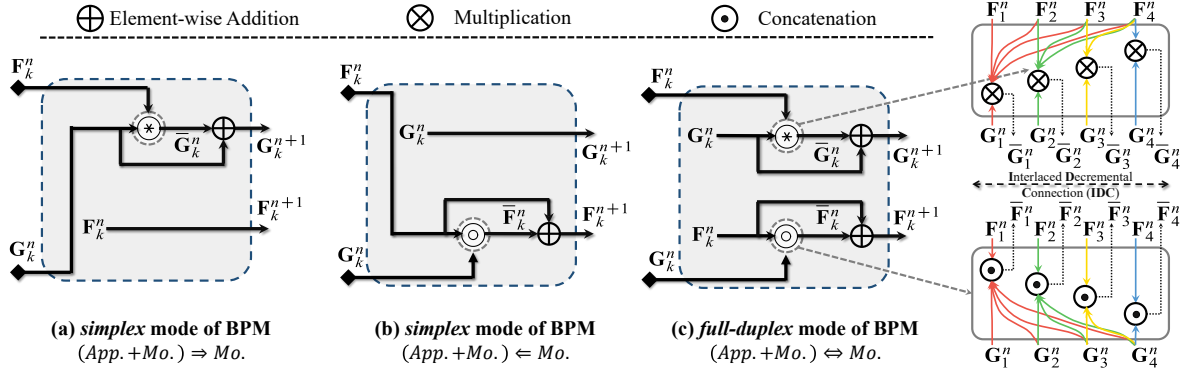 Element-wise Addition Multiplication Concatenation
F_k^n
G_k^n
Ḡ_k^n
G_k^{n+1}
F_k^n
F_k^{n+1}
(a) simplex mode of BPM
(App.+Mo.) ⇒ Mo.
F_k^n
G_k^n
G_k^{n+1}
F̄_k^n
F_k^{n+1}
G_k^n
(b) simplex mode of BPM
(App.+Mo.) ⇐ Mo.
F_k^n
G_k^n
Ḡ_k^n
G_k^{n+1}
F_k^n
F̄_k^n
F_k^{n+1}
G_k^n
(c) full-duplex mode of BPM
(App.+Mo.) ⇔ Mo.
F_1^n F_2^n F_3^n F_4^n
G_1^n G_2^n G_3^n G_4^n
Ḡ_1^n Ḡ_2^n Ḡ_3^n Ḡ_4^n
Interlaced Decremental
Connection (IDC)
F̄_1^n F̄_2^n F̄_3^n F̄_4^n
F_1^n F_2^n F_3^n F_4^n
G_1^n G_2^n G_3^n G_4^n